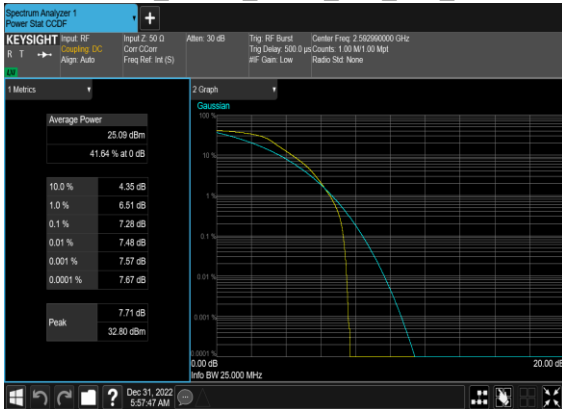 Spectrum Analyzer 1
Power Stat CCDF
KEYSIGHT
R T
LXI
Input: RF
Coupling: DC
Align: Auto
Input Z: 50 Ω
Corr CCorr
Freq Ref: Int (S)
Atten: 30 dB
Trig: RF Burst
Trig Delay: 500.0 µs
#IF Gain: Low
Center Freq: 2.592990000 GHz
Counts: 1.00 M/1.00 Mpt
Radio Std: None
1 Metrics
Average Power
25.09 dBm
41.64 % at 0 dB
10.0 % 4.35 dB
1.0 % 6.51 dB
0.1 % 7.28 dB
0.01 % 7.48 dB
0.001 % 7.57 dB
0.0001 % 7.67 dB
Peak
7.71 dB
32.80 dBm
2 Graph
Gaussian
100 %
10 %
1 %
0.1 %
0.01 %
0.001 %
0.0001 %
0.00 dB
20.00 dB
Info BW 25.000 MHz
?
Dec 31, 2022
5:57:47 AM